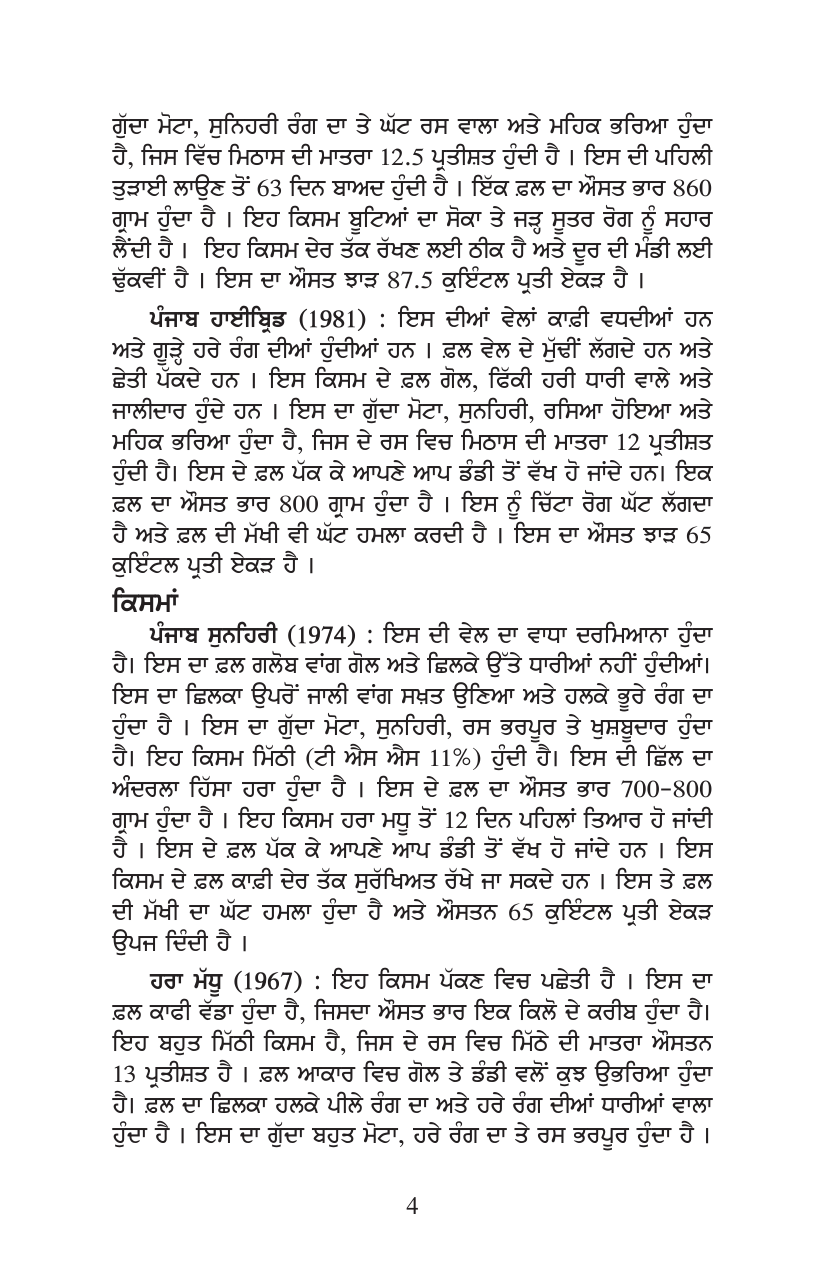 ਗੁੱਦਾ ਮੋਟਾ, ਸੁਨਿਹਰੀ ਰੰਗ ਦਾ ਤੇ ਘੱਟ ਰਸ ਵਾਲਾ ਅਤੇ ਮਹਿਕ ਭਰਿਆ ਹੁੰਦਾ
ਹੈ, ਜਿਸ ਵਿੱਚ ਮਿਠਾਸ ਦੀ ਮਾਤਰਾ 12.5 ਪ੍ਰਤੀਸ਼ਤ ਹੁੰਦੀ ਹੈ । ਇਸ ਦੀ ਪਹਿਲੀ
ਤੁੜਾਈ ਲਾਉਣ ਤੋਂ 63 ਦਿਨ ਬਾਅਦ ਹੁੰਦੀ ਹੈ । ਇੱਕ ਫ਼ਲ ਦਾ ਔਸਤ ਭਾਰ 860
ਗ੍ਰਾਮ ਹੁੰਦਾ ਹੈ । ਇਹ ਕਿਸਮ ਬੂਟਿਆਂ ਦਾ ਸੋਕਾ ਤੇ ਜੜ੍ਹ ਸੂਤਰ ਰੋਗ ਨੂੰ ਸਹਾਰ
ਲੈਂਦੀ ਹੈ । ਇਹ ਕਿਸਮ ਦੇਰ ਤੱਕ ਰੱਖਣ ਲਈ ਠੀਕ ਹੈ ਅਤੇ ਦੂਰ ਦੀ ਮੰਡੀ ਲਈ
ਢੁੱਕਵੀਂ ਹੈ । ਇਸ ਦਾ ਔਸਤ ਝਾੜ 87.5 ਕੁਇੰਟਲ ਪ੍ਰਤੀ ਏਕੜ ਹੈ ।
ਪੰਜਾਬ ਹਾਈਬ੍ਰਿਡ (1981) : ਇਸ ਦੀਆਂ ਵੇਲਾਂ ਕਾਫ਼ੀ ਵਧਦੀਆਂ ਹਨ
ਅਤੇ ਗੂੜ੍ਹੇ ਹਰੇ ਰੰਗ ਦੀਆਂ ਹੁੰਦੀਆਂ ਹਨ । ਫ਼ਲ ਵੇਲ ਦੇ ਮੁੱਢੀਂ ਲੱਗਦੇ ਹਨ ਅਤੇ
ਛੇਤੀ ਪੱਕਦੇ ਹਨ । ਇਸ ਕਿਸਮ ਦੇ ਫ਼ਲ ਗੋਲ, ਫਿੱਕੀ ਹਰੀ ਧਾਰੀ ਵਾਲੇ ਅਤੇ
ਜਾਲੀਦਾਰ ਹੁੰਦੇ ਹਨ । ਇਸ ਦਾ ਗੁੱਦਾ ਮੋਟਾ, ਸੁਨਹਿਰੀ, ਰਸਿਆ ਹੋਇਆ ਅਤੇ
ਮਹਿਕ ਭਰਿਆ ਹੁੰਦਾ ਹੈ, ਜਿਸ ਦੇ ਰਸ ਵਿਚ ਮਿਠਾਸ ਦੀ ਮਾਤਰਾ 12 ਪ੍ਰਤੀਸ਼ਤ
ਹੁੰਦੀ ਹੈ। ਇਸ ਦੇ ਫ਼ਲ ਪੱਕ ਕੇ ਆਪਣੇ ਆਪ ਡੰਡੀ ਤੋਂ ਵੱਖ ਹੋ ਜਾਂਦੇ ਹਨ। ਇਕ
ਫ਼ਲ ਦਾ ਔਸਤ ਭਾਰ 800 ਗ੍ਰਾਮ ਹੁੰਦਾ ਹੈ । ਇਸ ਨੂੰ ਚਿੱਟਾ ਰੋਗ ਘੱਟ ਲੱਗਦਾ
ਹੈ ਅਤੇ ਫ਼ਲ ਦੀ ਮੱਖੀ ਵੀ ਘੱਟ ਹਮਲਾ ਕਰਦੀ ਹੈ । ਇਸ ਦਾ ਔਸਤ ਝਾੜ 65
ਕੁਇੰਟਲ ਪ੍ਰਤੀ ਏਕੜ ਹੈ ।
ਕਿਸਮਾਂ
ਪੰਜਾਬ ਸੁਨਹਿਰੀ (1974) : ਇਸ ਦੀ ਵੇਲ ਦਾ ਵਾਧਾ ਦਰਮਿਆਨਾ ਹੁੰਦਾ
ਹੈ। ਇਸ ਦਾ ਫ਼ਲ ਗਲੋਬ ਵਾਂਗ ਗੋਲ ਅਤੇ ਛਿਲਕੇ ਉੱਤੇ ਧਾਰੀਆਂ ਨਹੀਂ ਹੁੰਦੀਆਂ।
ਇਸ ਦਾ ਛਿਲਕਾ ਉਪਰੋਂ ਜਾਲੀ ਵਾਂਗ ਸਖ਼ਤ ਉਣਿਆ ਅਤੇ ਹਲਕੇ ਭੂਰੇ ਰੰਗ ਦਾ
ਹੁੰਦਾ ਹੈ । ਇਸ ਦਾ ਗੁੱਦਾ ਮੋਟਾ, ਸੁਨਹਿਰੀ, ਰਸ ਭਰਪੂਰ ਤੇ ਖੁਸ਼ਬੂਦਾਰ ਹੁੰਦਾ
ਹੈ। ਇਹ ਕਿਸਮ ਮਿੱਠੀ (ਟੀ ਐਸ ਐਸ 11%) ਹੁੰਦੀ ਹੈ। ਇਸ ਦੀ ਛਿੱਲ ਦਾ
ਅੰਦਰਲਾ ਹਿੱਸਾ ਹਰਾ ਹੁੰਦਾ ਹੈ । ਇਸ ਦੇ ਫ਼ਲ ਦਾ ਔਸਤ ਭਾਰ 700-800
ਗ੍ਰਾਮ ਹੁੰਦਾ ਹੈ । ਇਹ ਕਿਸਮ ਹਰਾ ਮਧੂ ਤੋਂ 12 ਦਿਨ ਪਹਿਲਾਂ ਤਿਆਰ ਹੋ ਜਾਂਦੀ
ਹੈ । ਇਸ ਦੇ ਫ਼ਲ ਪੱਕ ਕੇ ਆਪਣੇ ਆਪ ਡੰਡੀ ਤੋਂ ਵੱਖ ਹੋ ਜਾਂਦੇ ਹਨ । ਇਸ
ਕਿਸਮ ਦੇ ਫ਼ਲ ਕਾਫ਼ੀ ਦੇਰ ਤੱਕ ਸੁਰੱਖਿਅਤ ਰੱਖੇ ਜਾ ਸਕਦੇ ਹਨ । ਇਸ ਤੇ ਫ਼ਲ
ਦੀ ਮੱਖੀ ਦਾ ਘੱਟ ਹਮਲਾ ਹੁੰਦਾ ਹੈ ਅਤੇ ਔਸਤਨ 65 ਕੁਇੰਟਲ ਪ੍ਰਤੀ ਏਕੜ
ਉਪਜ ਦਿੰਦੀ ਹੈ ।
ਹਰਾ ਮੱਧੂ (1967) : ਇਹ ਕਿਸਮ ਪੱਕਣ ਵਿਚ ਪਛੇਤੀ ਹੈ । ਇਸ ਦਾ
ਫ਼ਲ ਕਾਫੀ ਵੱਡਾ ਹੁੰਦਾ ਹੈ, ਜਿਸਦਾ ਔਸਤ ਭਾਰ ਇਕ ਕਿਲੋ ਦੇ ਕਰੀਬ ਹੁੰਦਾ ਹੈ।
ਇਹ ਬਹੁਤ ਮਿੱਠੀ ਕਿਸਮ ਹੈ, ਜਿਸ ਦੇ ਰਸ ਵਿਚ ਮਿੱਠੇ ਦੀ ਮਾਤਰਾ ਔਸਤਨ
13 ਪ੍ਰਤੀਸ਼ਤ ਹੈ । ਫ਼ਲ ਆਕਾਰ ਵਿਚ ਗੋਲ ਤੇ ਡੰਡੀ ਵਲੋਂ ਕੁਝ ਉਭਰਿਆ ਹੁੰਦਾ
ਹੈ। ਫ਼ਲ ਦਾ ਛਿਲਕਾ ਹਲਕੇ ਪੀਲੇ ਰੰਗ ਦਾ ਅਤੇ ਹਰੇ ਰੰਗ ਦੀਆਂ ਧਾਰੀਆਂ ਵਾਲਾ
ਹੁੰਦਾ ਹੈ । ਇਸ ਦਾ ਗੁੱਦਾ ਬਹੁਤ ਮੋਟਾ, ਹਰੇ ਰੰਗ ਦਾ ਤੇ ਰਸ ਭਰਪੂਰ ਹੁੰਦਾ ਹੈ ।
4